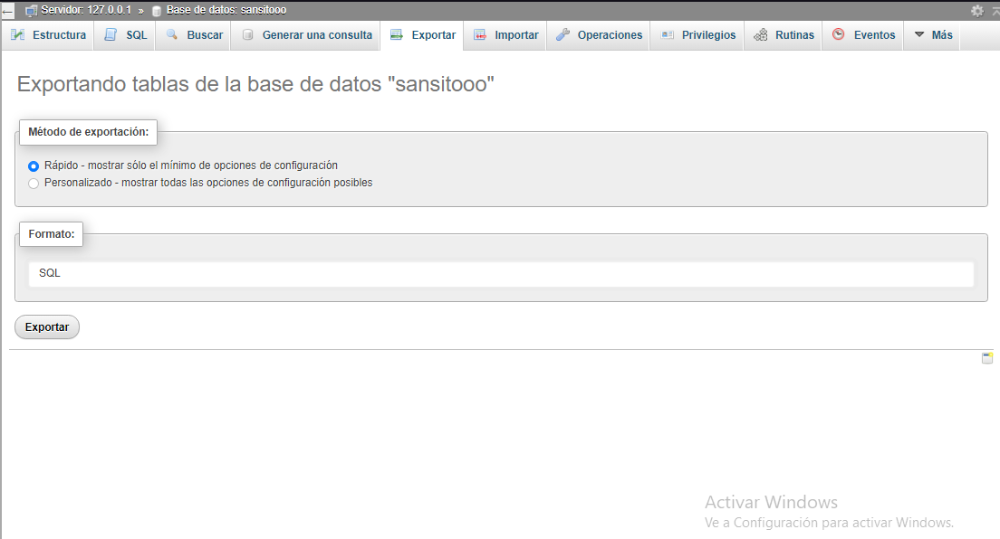 Servidor: 127.0.0.1 » Base de datos: sansitooo
Estructura SQL Buscar Generar una consulta Exportar Importar Operaciones Privilegios Rutinas Eventos Más
Exportando tablas de la base de datos "sansitooo"
Método de exportación:
Rápido - mostrar sólo el mínimo de opciones de configuración
Personalizado - mostrar todas las opciones de configuración posibles
Formato:
SQL
Exportar
Activar Windows
Ve a Configuración para activar Windows.